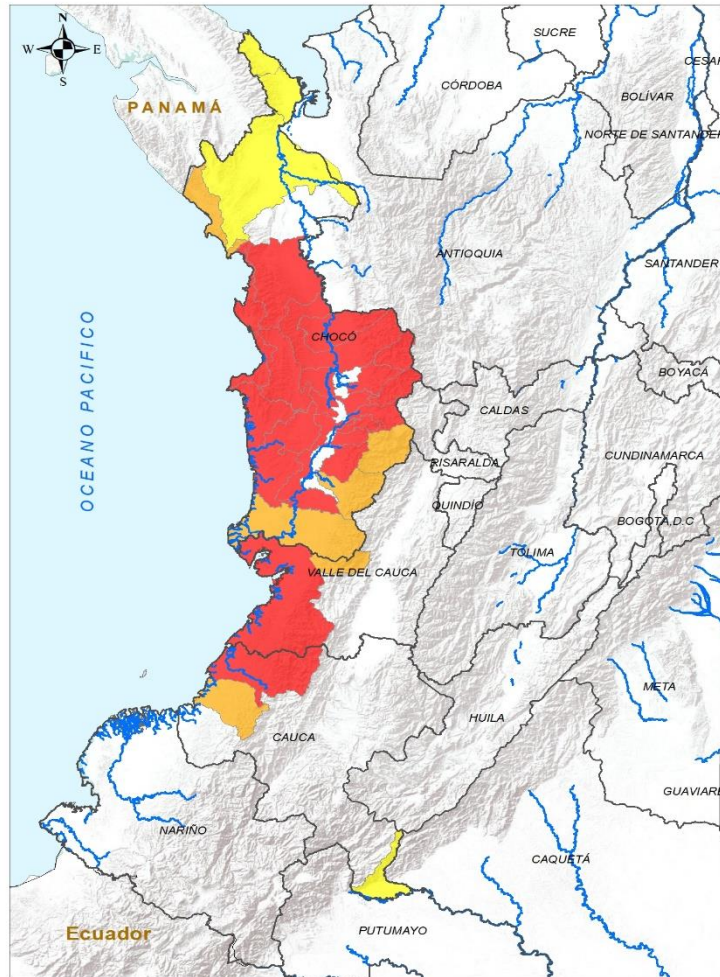 N
W E
S
SUCRE
CESAR
CÓRDOBA
BOLÍVAR
PANAMÁ
NORTE DE SANTANDER
ANTIOQUIA
SANTANDER
OCEANO PACIFICO
CHOCÓ
BOYACÁ
CALDAS
CUNDINAMARCA
RISARALDA
QUINDÍO
BOGOTÁ, D.C
TOLIMA
VALLE DEL CAUCA
META
HUILA
CAUCA
GUAVIARE
NARIÑO
CAQUETÁ
PUTUMAYO
Ecuador